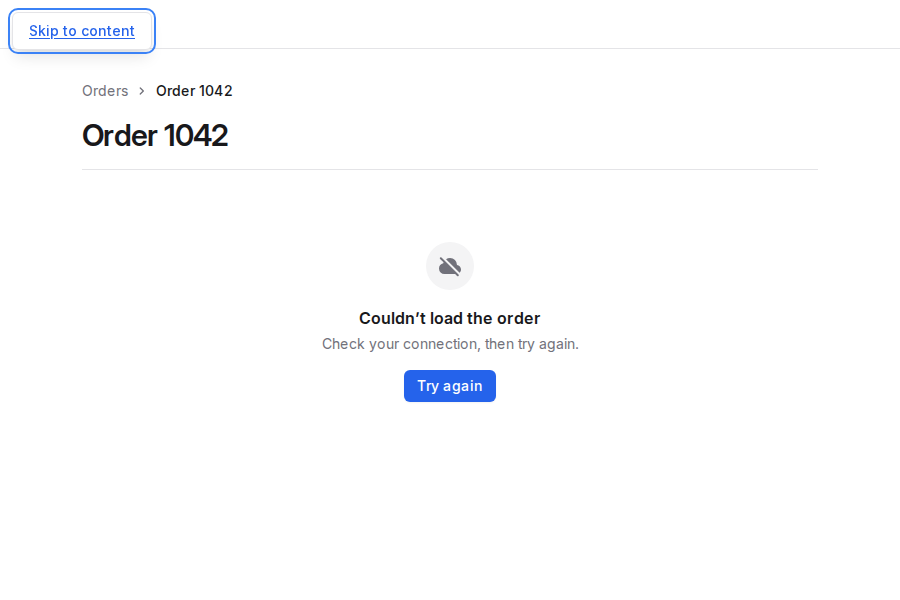 Skip to content
Orders > Order 1042
Order 1042
Couldn’t load the order
Check your connection, then try again.
Try again